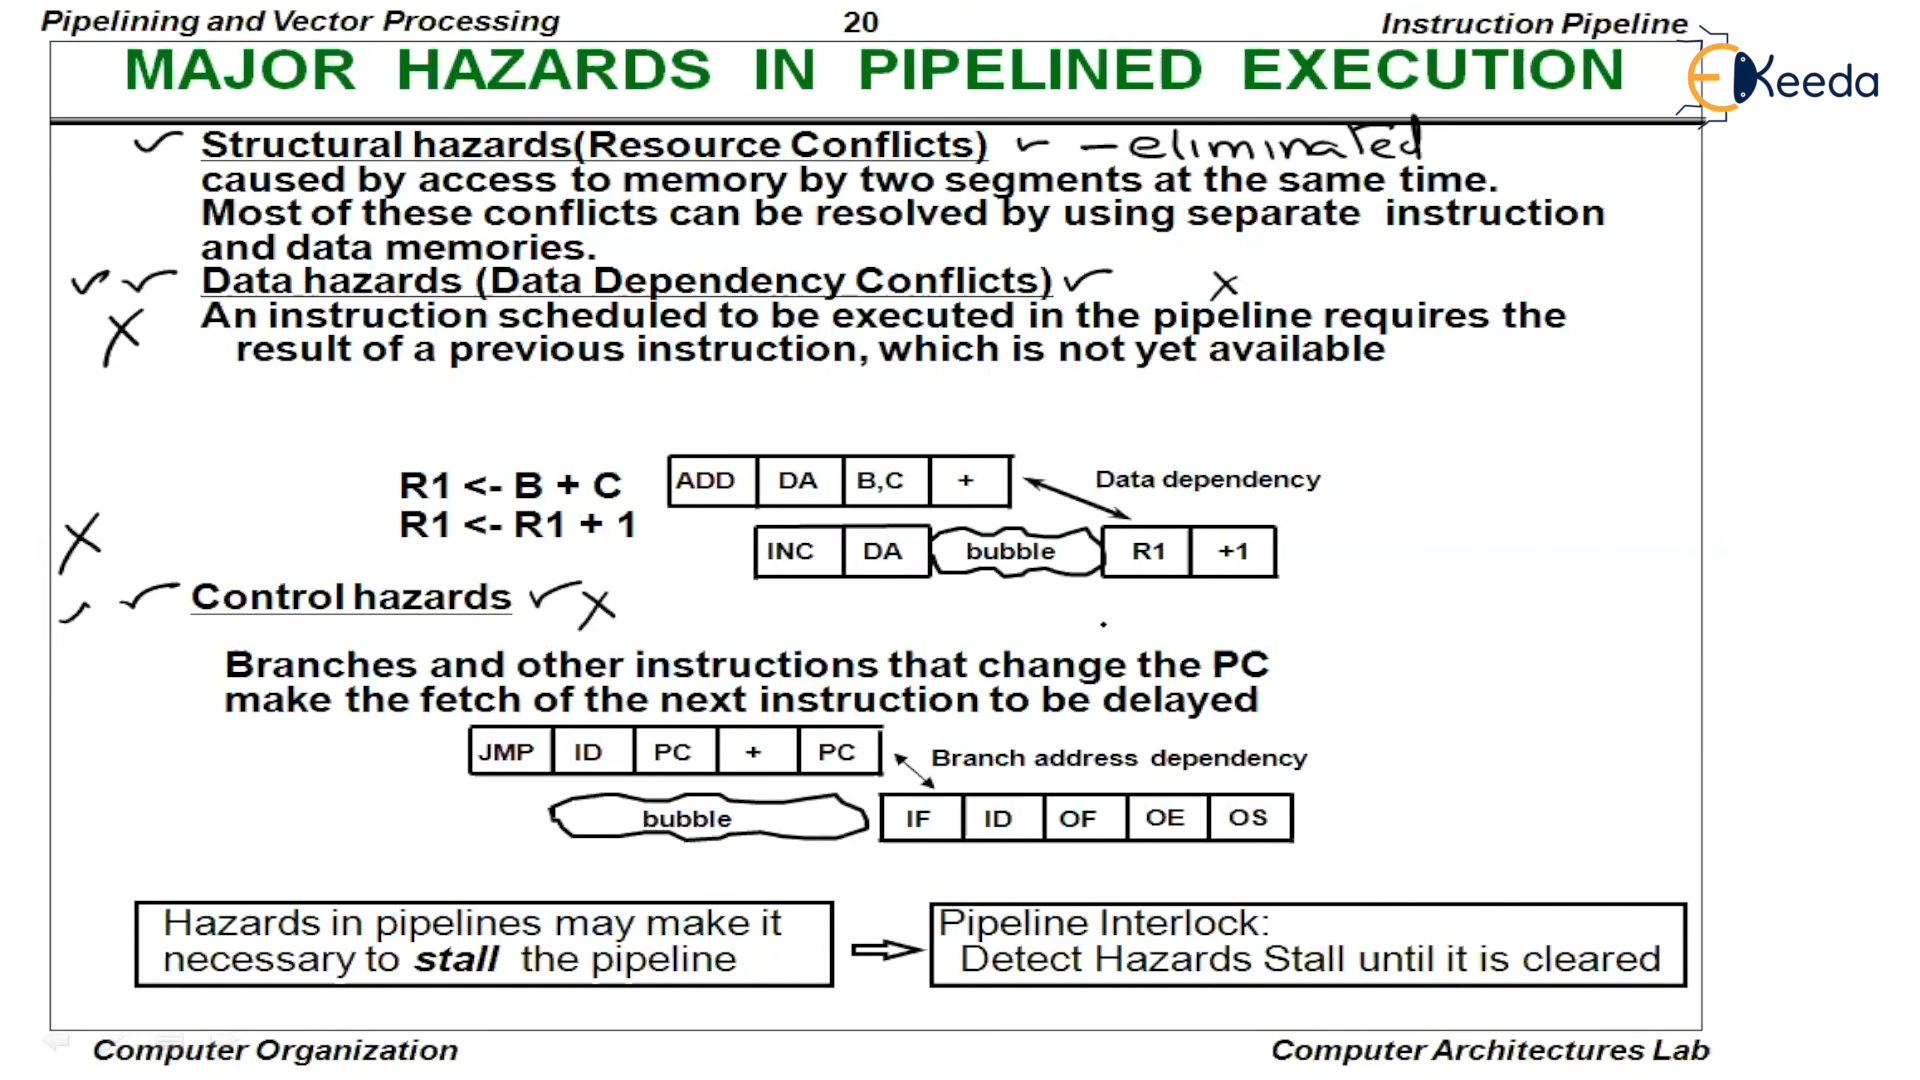 Pipelining and Vector Processing 20 Instruction Pipeline
MAJOR HAZARDS IN PIPELINED EXECUTION
EKeeda
Structural hazards(Resource Conflicts) - eliminated
caused by access to memory by two segments at the same time.
Most of these conflicts can be resolved by using separate instruction
and data memories.
Data hazards (Data Dependency Conflicts)
An instruction scheduled to be executed in the pipeline requires the
result of a previous instruction, which is not yet available
R1 <- B + C ADD DA B,C + Data dependency
R1 <- R1 + 1 INC DA bubble R1 +1
Control hazards
Branches and other instructions that change the PC
make the fetch of the next instruction to be delayed
JMP ID PC + PC Branch address dependency
bubble IF ID OF OE OS
Hazards in pipelines may make it
necessary to stall the pipeline
Pipeline Interlock:
Detect Hazards Stall until it is cleared
Computer Organization Computer Architectures Lab